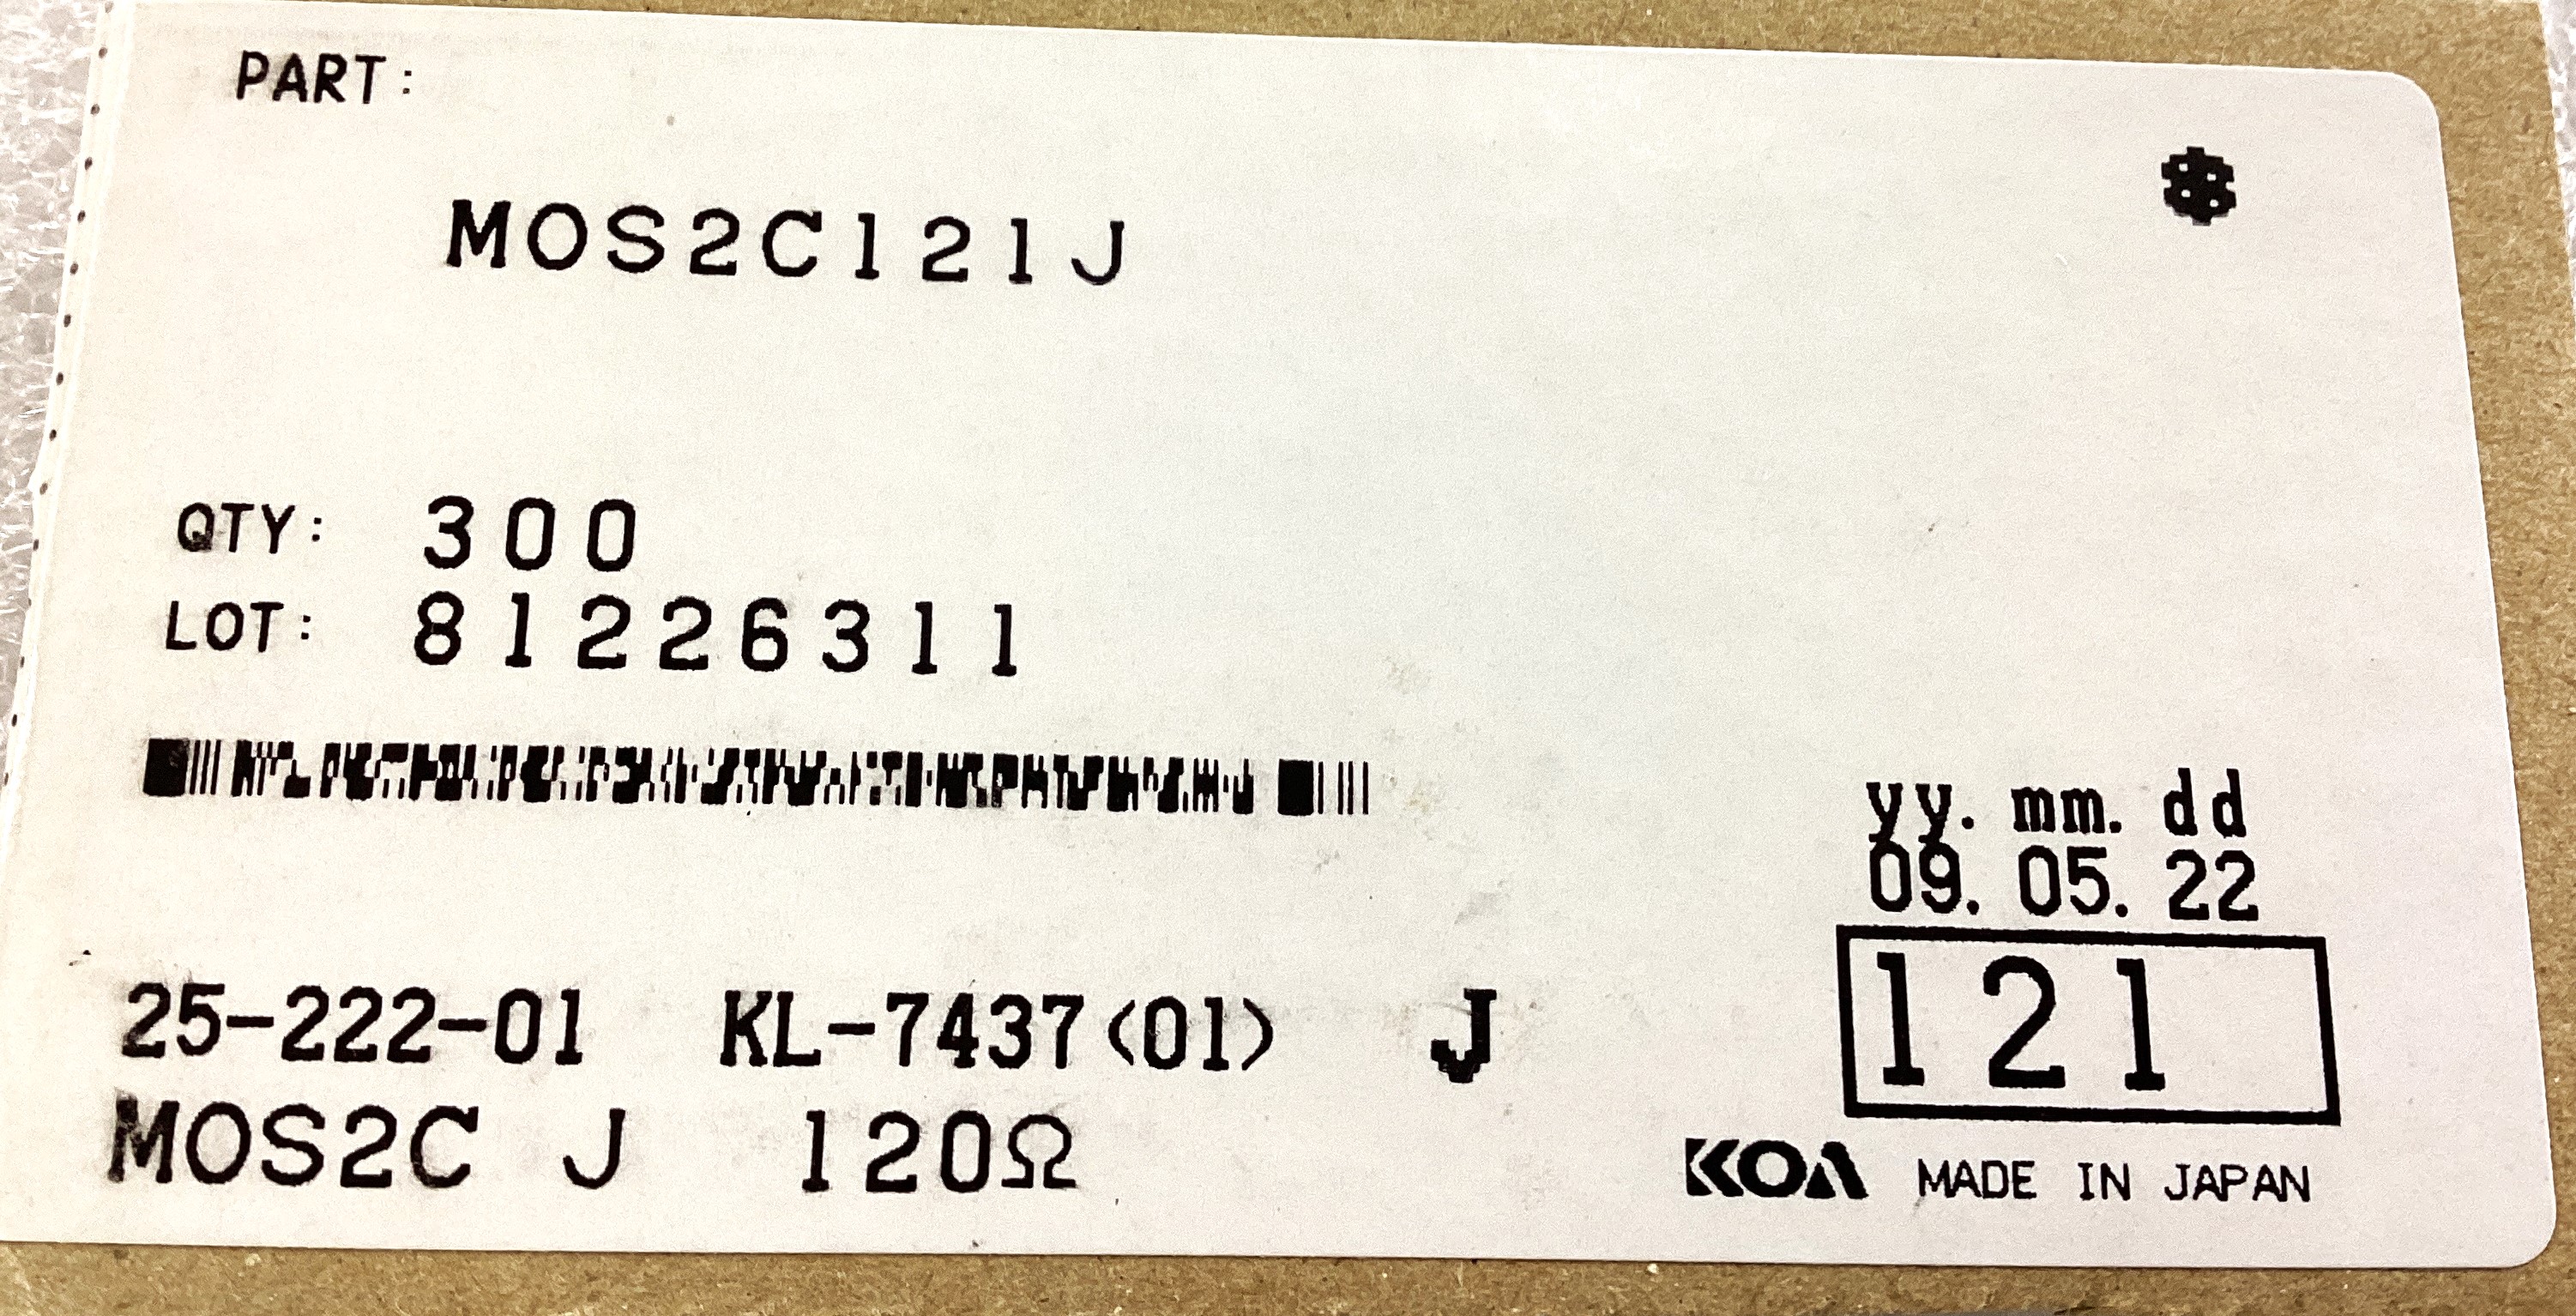 PART:
MOS2C121J
QTY: 300
LOT: 81226311
yy. mm. dd
09. 05. 22
25-222-01 KL-7437(01) J
121
MOS2C J 120Ω
KOA MADE IN JAPAN